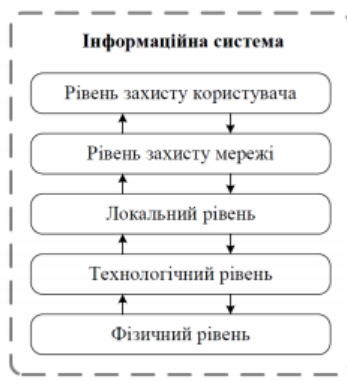 Інформаційна система
Рівень захисту користувача
Рівень захисту мережі
Локальний рівень
Технологічний рівень
Фізичний рівень